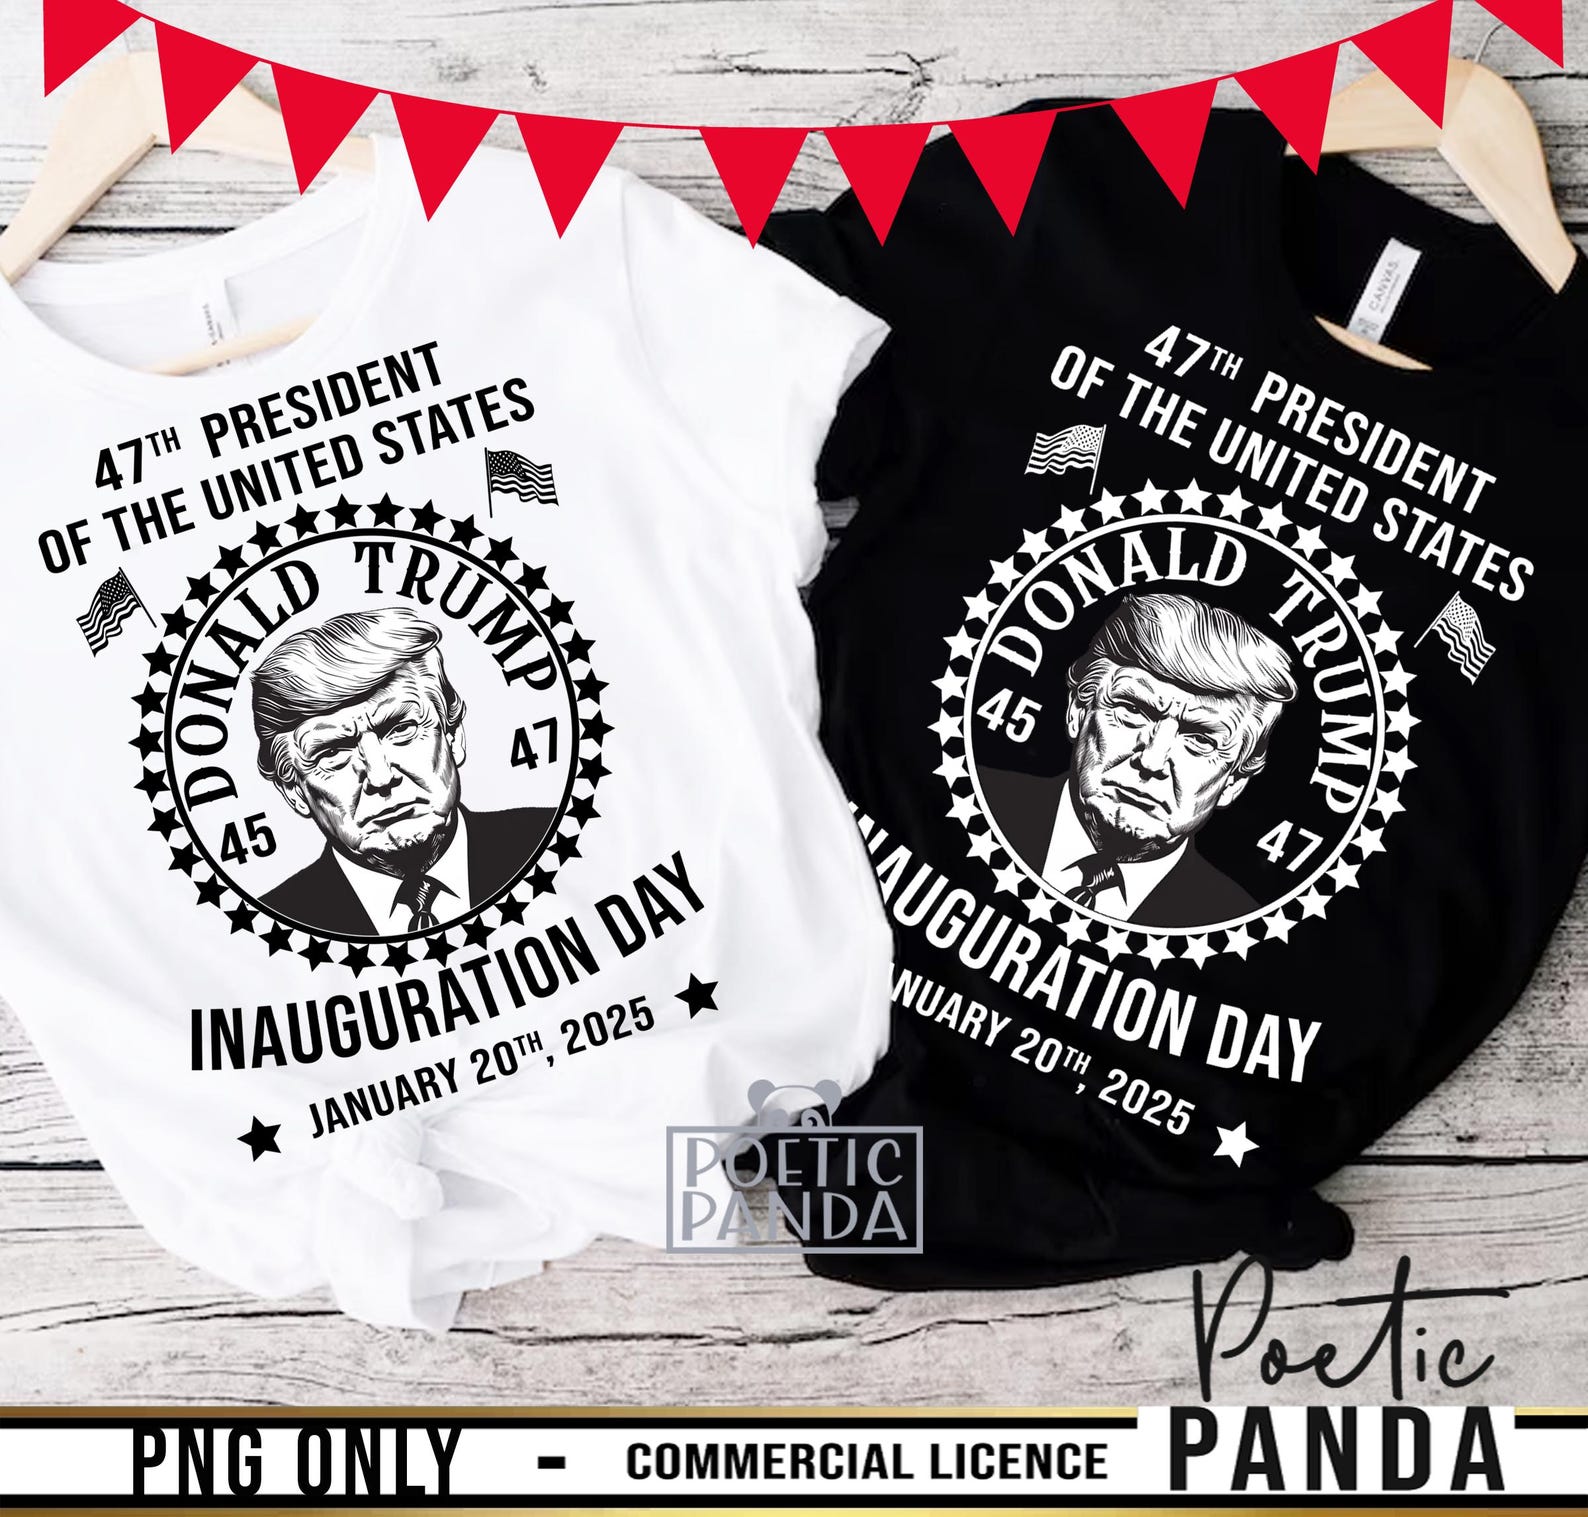 47TH PRESIDENT
OF THE UNITED STATES
DONALD TRUMP
45
47
INAUGURATION DAY
JANUARY 20TH, 2025
CANVAS
47TH PRESIDENT
OF THE UNITED STATES
DONALD TRUMP
45
47
NAUGURATION DAY
ANUARY 20TH, 2025
POETIC
PANDA
Poetic
PANDA
PNG ONLY - COMMERCIAL LICENCE